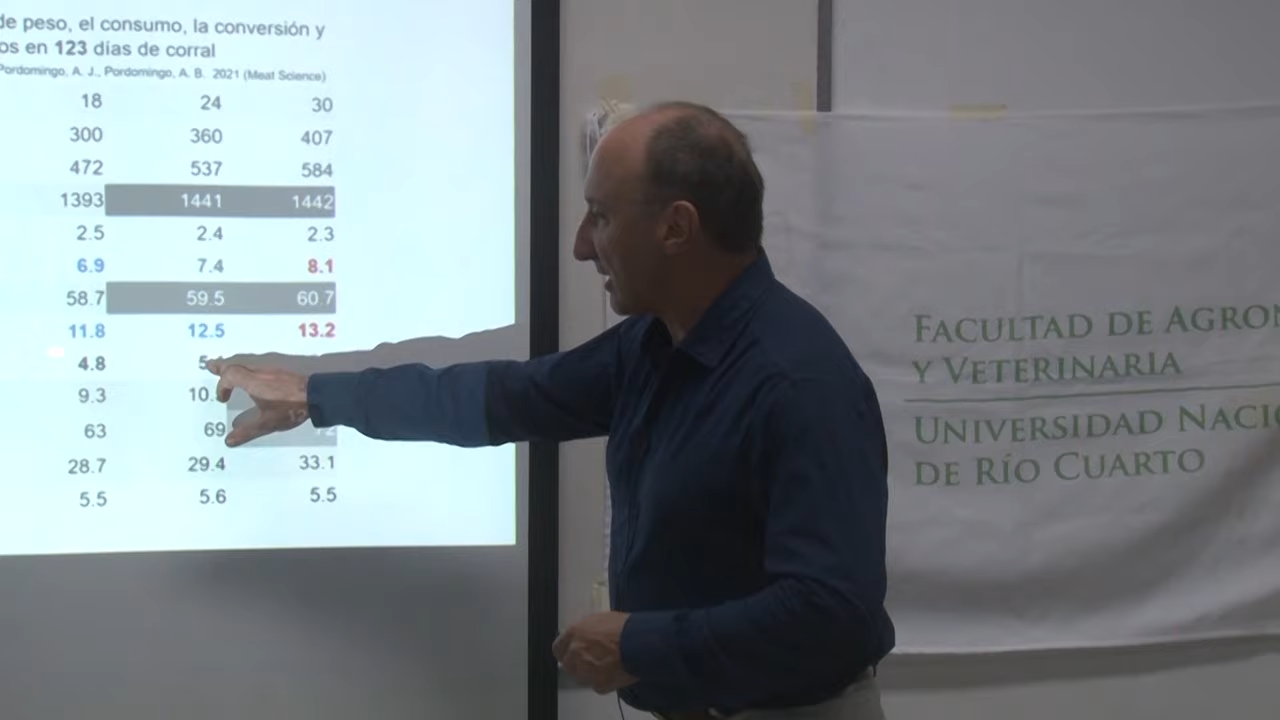 de peso, el consumo, la conversión y
os en 123 días de corral
Pordomingo, A. J., Pordomingo, A. B. 2021 (Meat Science)
18 24 30
300 360 407
472 537 584
1393 1441 1442
2.5 2.4 2.3
6.9 7.4 8.1
58.7 59.5 60.7
11.8 12.5 13.2
4.8
9.3
63 69
28.7 29.4 33.1
5.5 5.6 5.5
FACULTAD DE AGRON
Y VETERINARIA
UNIVERSIDAD NACI
DE RÍO CUARTO